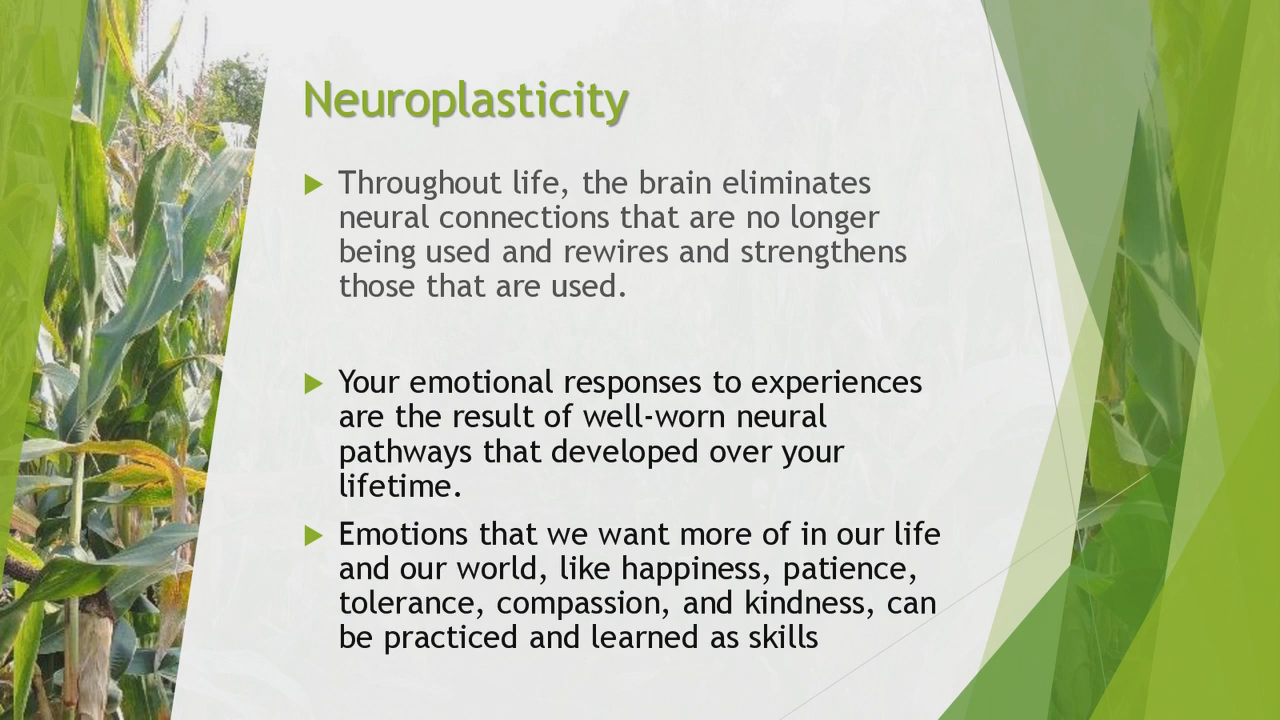 Neuroplasticity
Throughout life, the brain eliminates
neural connections that are no longer
being used and rewires and strengthens
those that are used.
Your emotional responses to experiences
are the result of well-worn neural
pathways that developed over your
lifetime.
Emotions that we want more of in our life
and our world, like happiness, patience,
tolerance, compassion, and kindness, can
be practiced and learned as skills